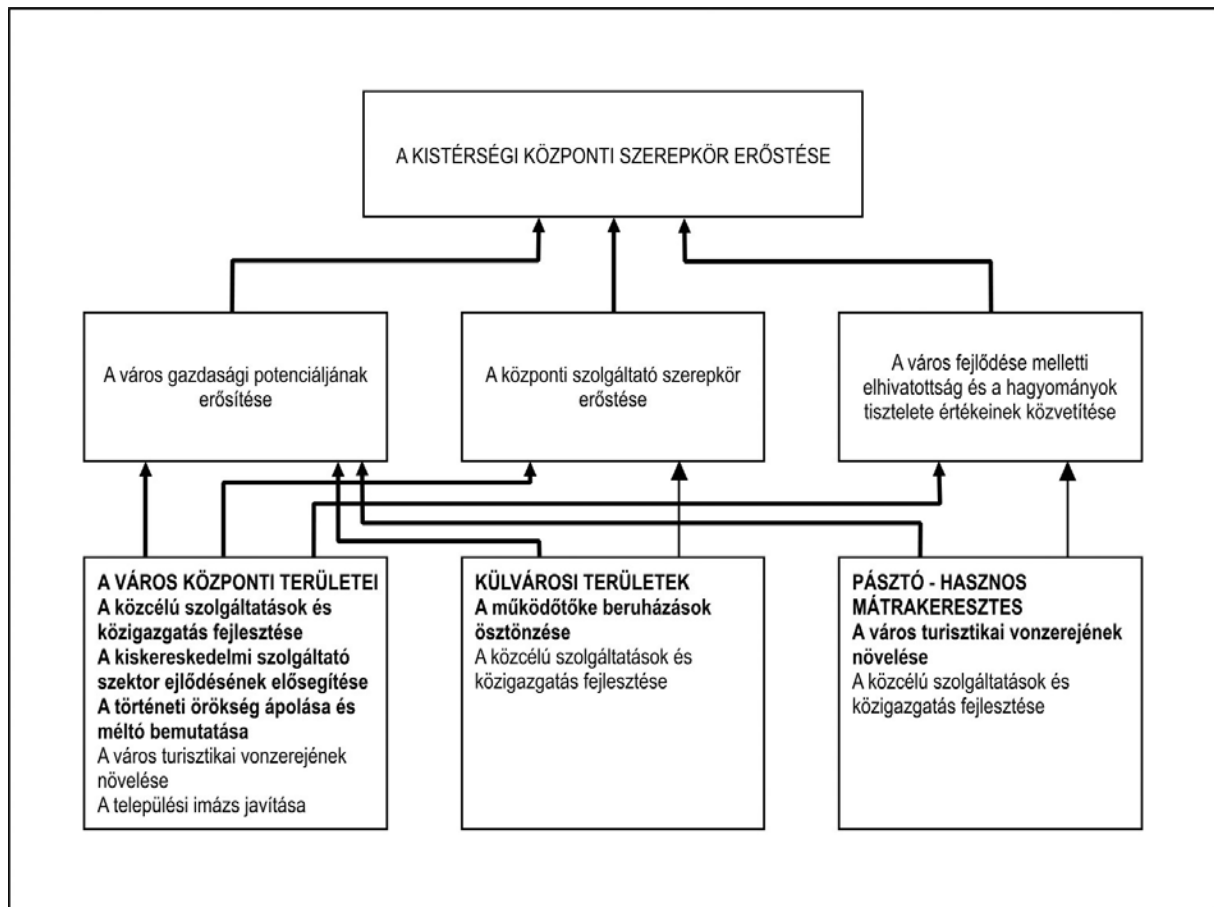 A KISTÉRSÉGI KÖZPONTI SZEREPKÖR ERŐSTÉSE
A város gazdasági potenciáljának
erősítése
A központi szolgáltató szerepkör
erőstése
A város fejlődése melletti
elhivatottság és a hagyományok
tisztelete értékeinek közvetítése
A VÁROS KÖZPONTI TERÜLETEI
A közcélú szolgáltatások és
közigazgatás fejlesztése
A kiskereskedelmi szolgáltató
szektor ejlődésének elősegítése
A történeti örökség ápolása és
méltó bemutatása
A város turisztikai vonzerejének
növelése
A települési imázs javítása
KÜLVÁROSI TERÜLETEK
A működőtőke beruházások
ösztönzése
A közcélú szolgáltatások és
közigazgatás fejlesztése
PÁSZTÓ - HASZNOS
MÁTRAKERESZTES
A város turisztikai vonzerejének
növelése
A közcélú szolgáltatások és
közigazgatás fejlesztése